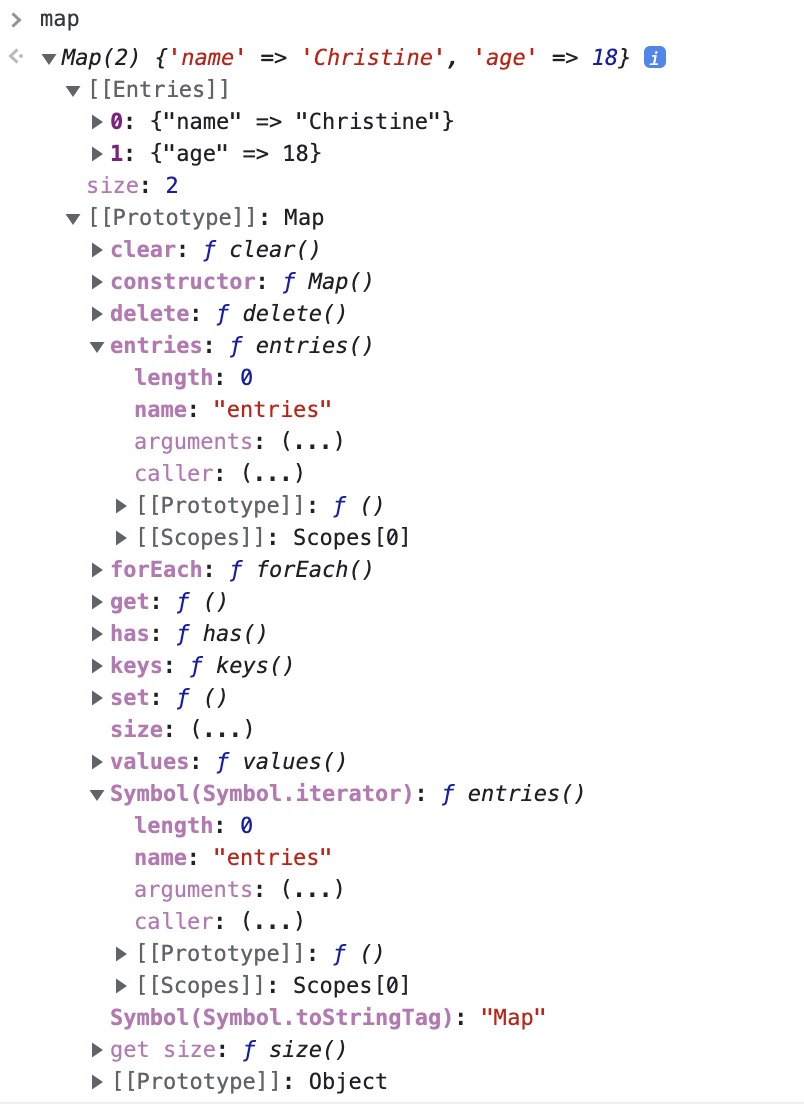 > map
Map(2) {'name' => 'Christine', 'age' => 18} i
[[Entries]]
0: {"name" => "Christine"}
1: {"age" => 18}
size: 2
[[Prototype]]: Map
clear: ƒ clear()
constructor: ƒ Map()
delete: ƒ delete()
entries: ƒ entries()
length: 0
name: "entries"
arguments: (...)
caller: (...)
[[Prototype]]: ƒ ()
[[Scopes]]: Scopes[0]
forEach: ƒ forEach()
get: ƒ ()
has: ƒ has()
keys: ƒ keys()
set: ƒ ()
size: (...)
values: ƒ values()
Symbol(Symbol.iterator): ƒ entries()
length: 0
name: "entries"
arguments: (...)
caller: (...)
[[Prototype]]: ƒ ()
[[Scopes]]: Scopes[0]
Symbol(Symbol.toStringTag): "Map"
get size: ƒ size()
[[Prototype]]: Object